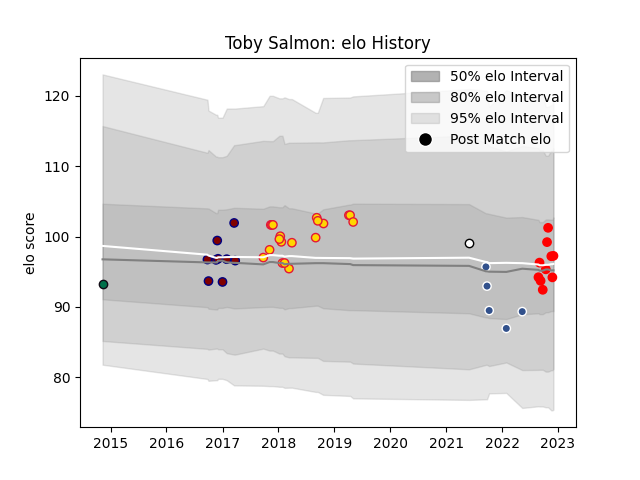 Toby Salmon: elo History
50% elo Interval
80% elo Interval
95% elo Interval
Post Match elo
elo score
120
110
100
90
80
2015 2016 2017 2018 2019 2020 2021 2022 2023